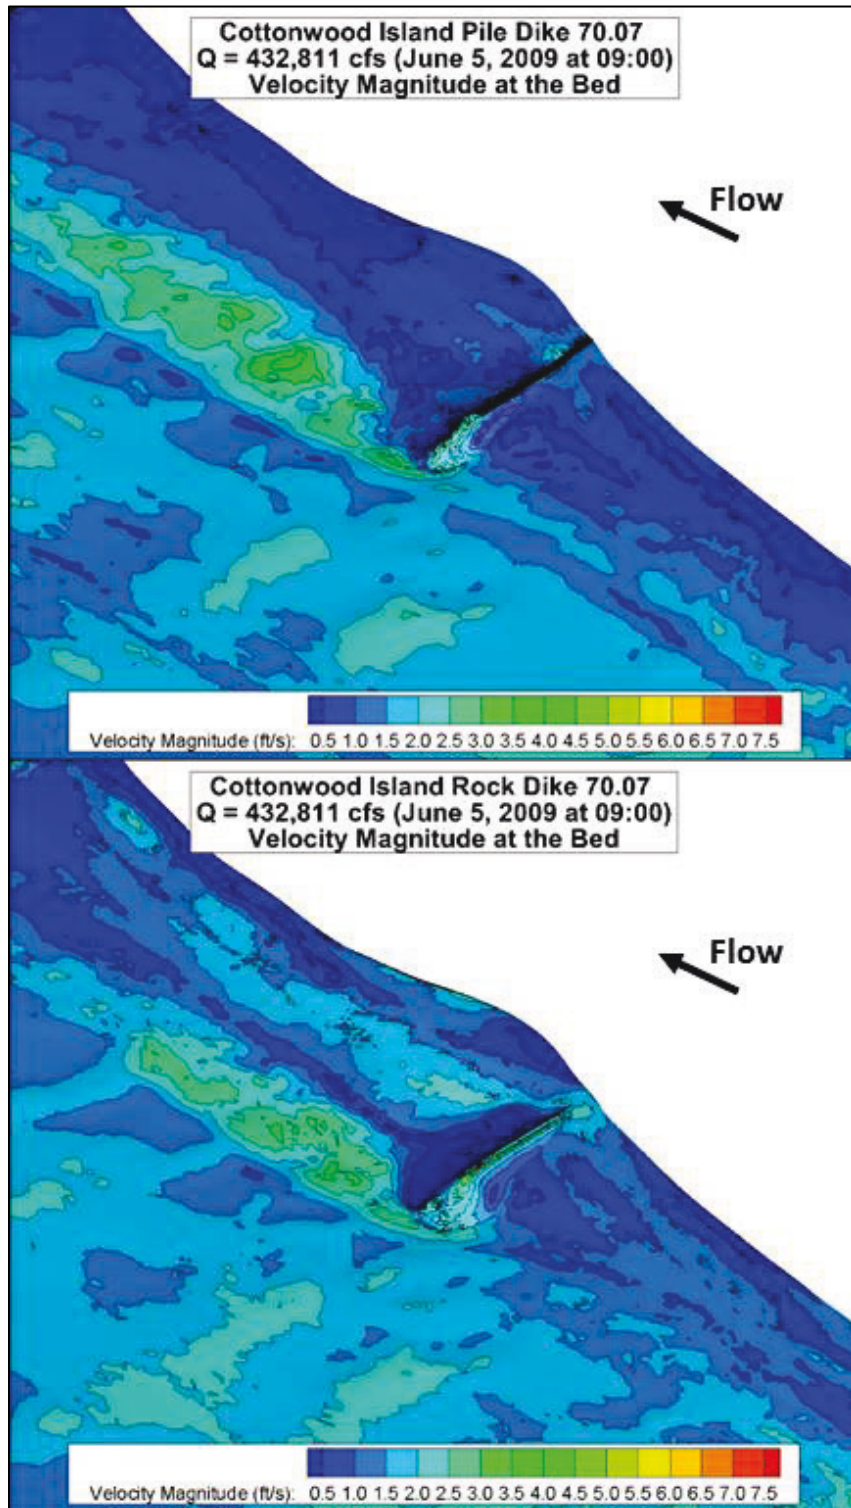 Cottonwood Island Pile Dike 70.07
Q = 432,811 cfs (June 5, 2009 at 09:00)
Velocity Magnitude at the Bed
Flow
Velocity Magnitude (ft/s): 0.5 1.0 1.5 2.0 2.5 3.0 3.5 4.0 4.5 5.0 5.5 6.0 6.5 7.0 7.5
Cottonwood Island Rock Dike 70.07
Q = 432,811 cfs (June 5, 2009 at 09:00)
Velocity Magnitude at the Bed
Flow
Velocity Magnitude (ft/s): 0.5 1.0 1.5 2.0 2.5 3.0 3.5 4.0 4.5 5.0 5.5 6.0 6.5 7.0 7.5